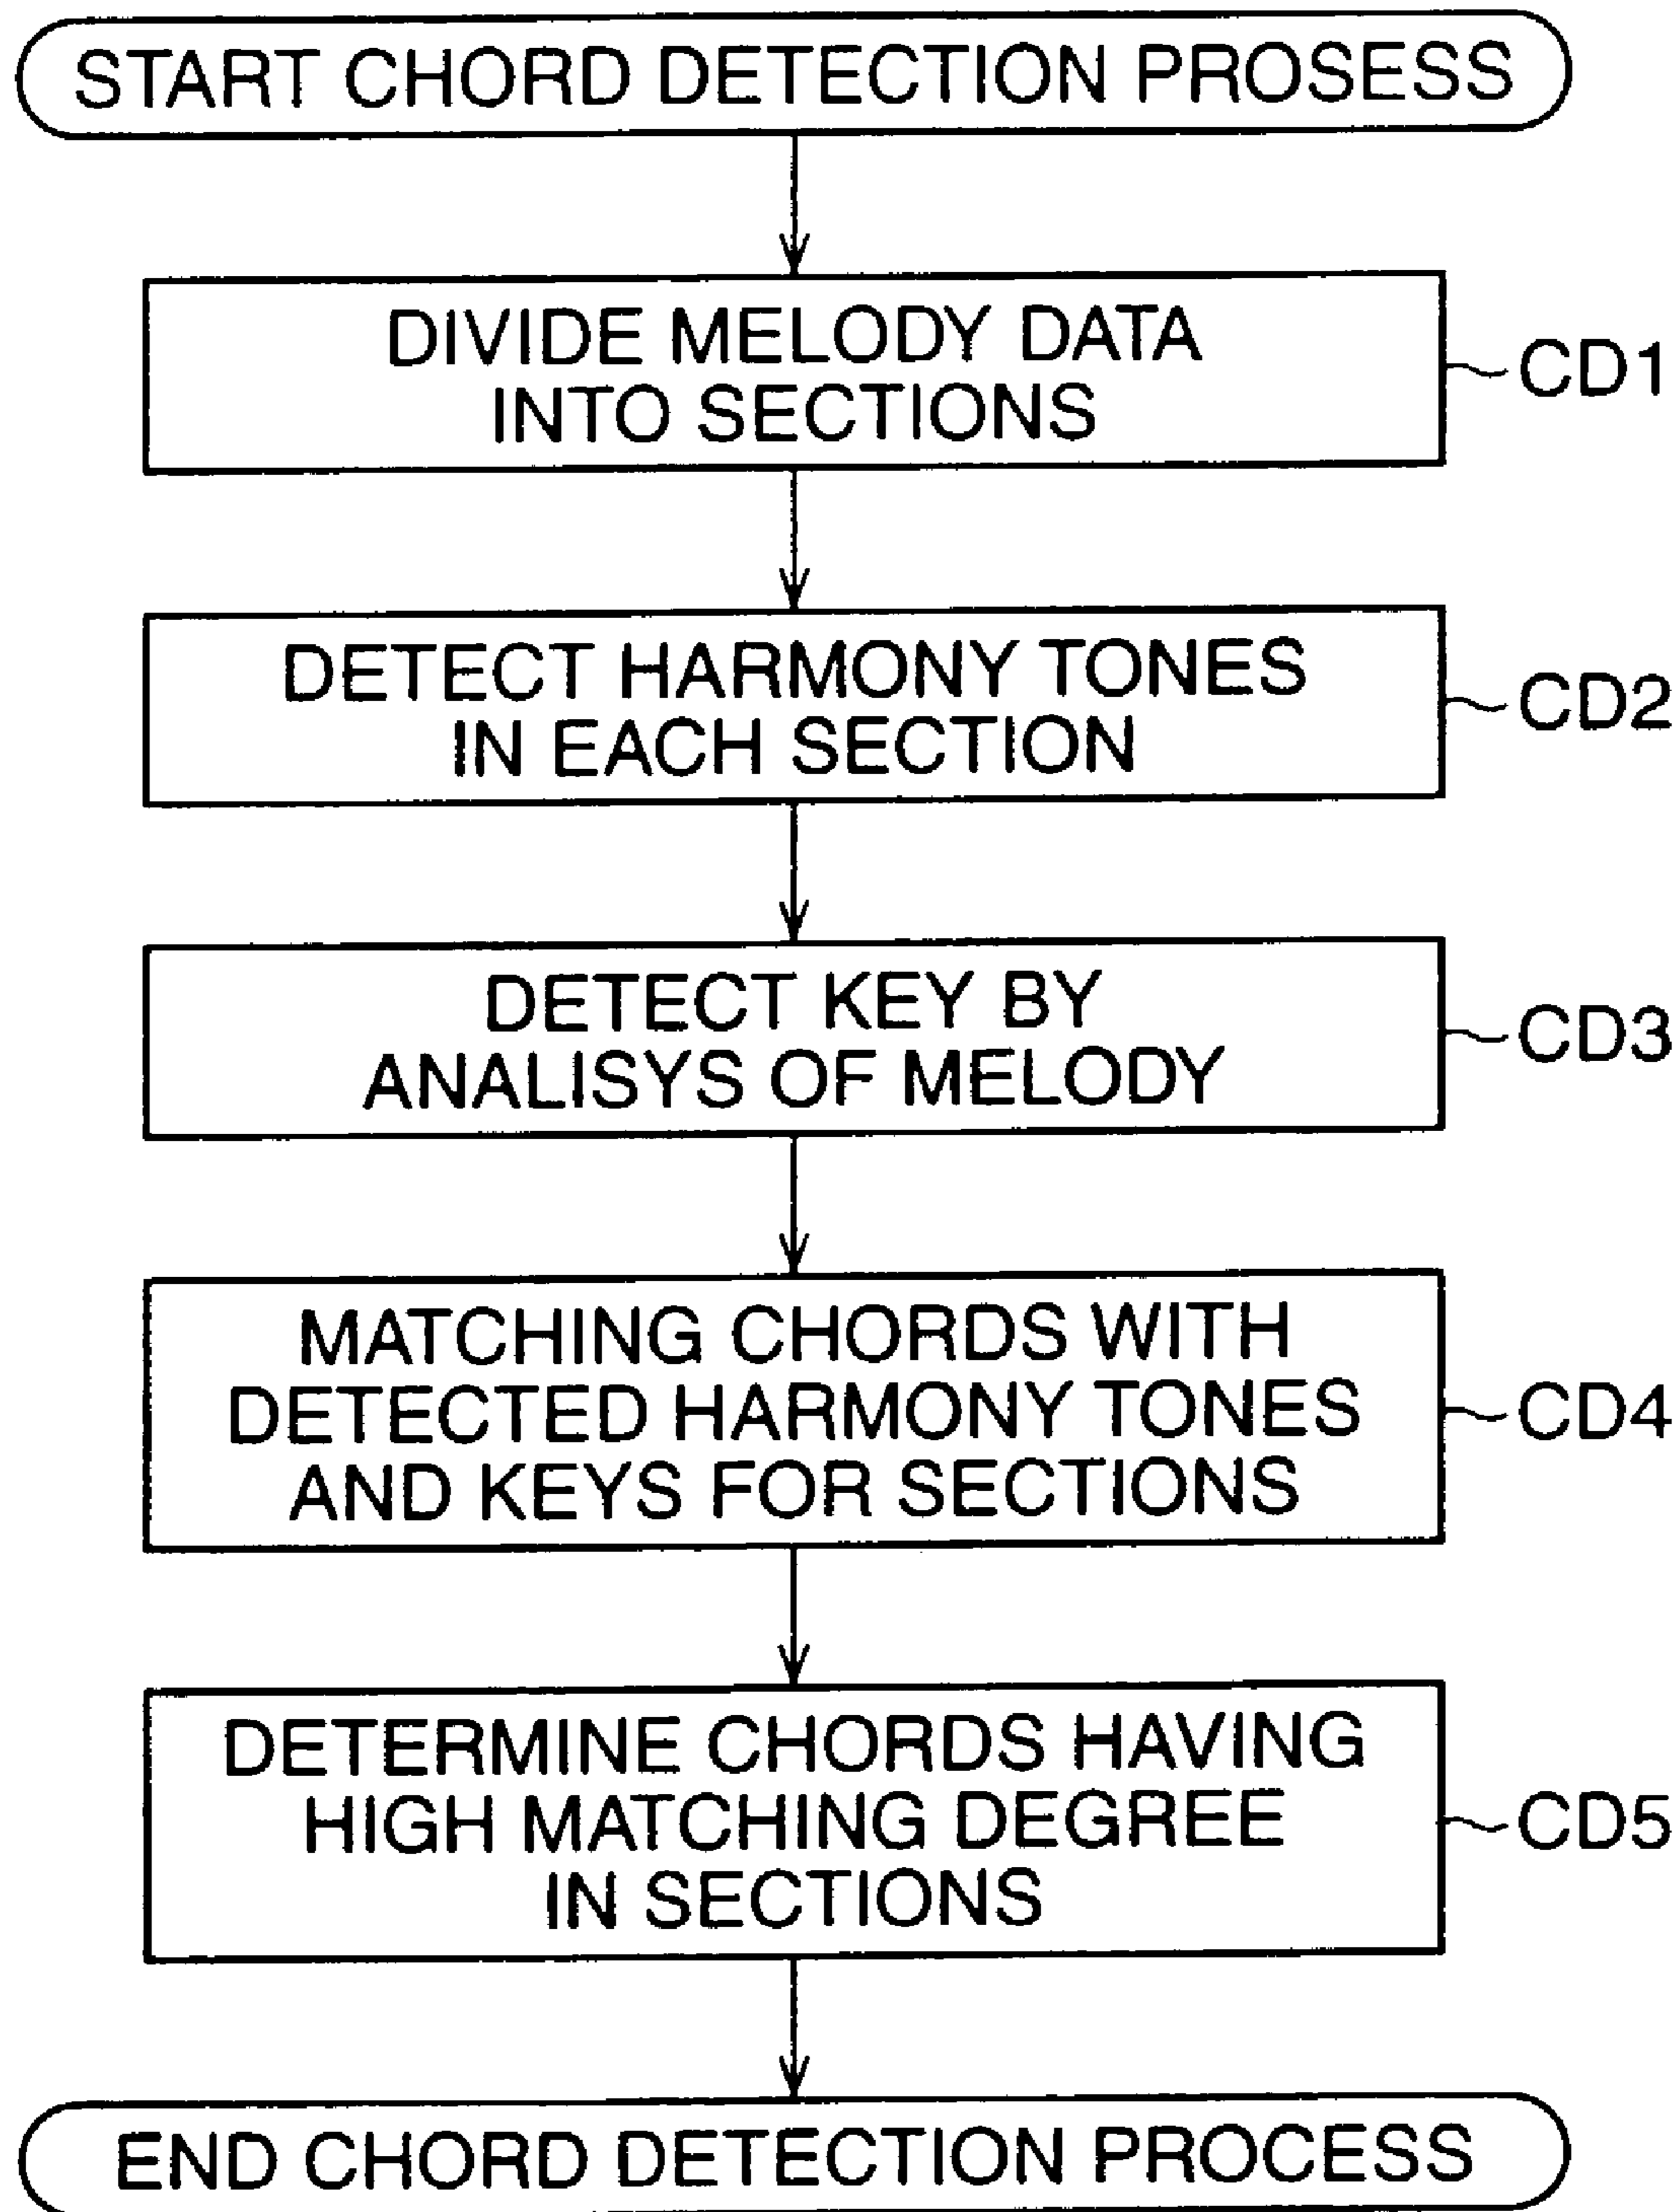 START CHORD DETECTION PROSESS
DIVIDE MELODY DATA
INTO SECTIONS
CD1
DETECT HARMONY TONES
IN EACH SECTION
CD2
DETECT KEY BY
ANALISYS OF MELODY
CD3
MATCHING CHORDS WITH
DETECTED HARMONY TONES
AND KEYS FOR SECTIONS
CD4
DETERMINE CHORDS HAVING
HIGH MATCHING DEGREE
IN SECTIONS
CD5
END CHORD DETECTION PROCESS